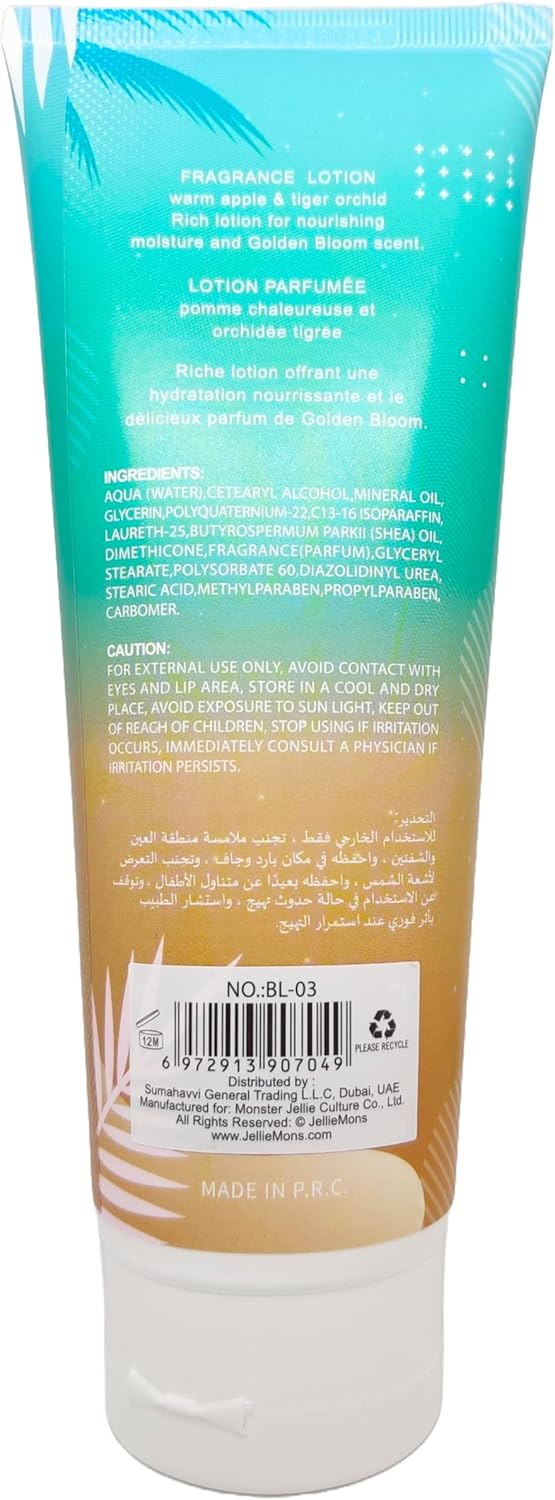 FRAGRANCE LOTION
warm apple & tiger orchid
Rich lotion for nourishing
moisture and Golden Bloom scent.
LOTION PARFUMÉE
pomme chaleureuse et
orchidée tigrée
Riche lotion offrant une
hydratation nourrissante et le
délicieux parfum de Golden Bloom.
INGREDIENTS:
AQUA (WATER),CETEARYL ALCOHOL,MINERAL OIL,
GLYCERIN,POLYQUATERNIUM-22,C13-16 ISOPARAFFIN,
LAURETH-25,BUTYROSPERMUM PARKII (SHEA) OIL,
DIMETHICONE,FRAGRANCE(PARFUM),GLYCERYL
STEARATE,POLYSORBATE 60,DIAZOLIDINYL UREA,
STEARIC ACID,METHYLPARABEN,PROPYLPARABEN,
CARBOMER.
CAUTION:
FOR EXTERNAL USE ONLY, AVOID CONTACT WITH
EYES AND LIP AREA, STORE IN A COOL AND DRY
PLACE, AVOID EXPOSURE TO SUN LIGHT, KEEP OUT
OF REACH OF CHILDREN, STOP USING IF IRRITATION
OCCURS, IMMEDIATELY CONSULT A PHYSICIAN IF
IRRITATION PERSISTS.
التحذير:
للاستخدام الخارجي فقط ، تجنب ملامسة منطقة العين
والشفتين ، واحفظه في مكان بارد وجاف ، وتجنب التعرض
لأشعة الشمس ، واحفظه بعيدًا عن متناول الأطفال ، وتوقف
عن الاستخدام في حالة حدوث تهيج ، واستشار الطبيب
بأثر فوري عند استمرار التهيج.
NO.:BL-03
12M
6 972913 907049
PLEASE RECYCLE
Distributed by :
Sumahavvi General Trading L.L.C, Dubai, UAE
Manufactured for: Monster Jellie Culture Co., Ltd.
All Rights Reserved: © JellieMons
www.JellieMons.com
MADE IN P.R.C.